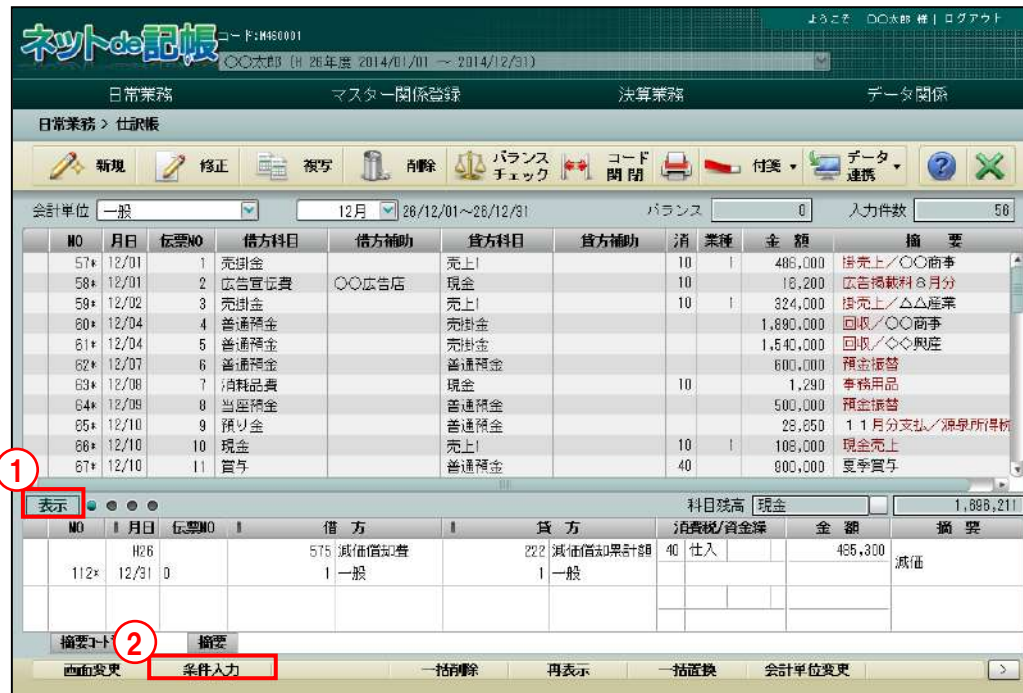 ようこそ 〇〇太郎 様 | ログアウト
ネットde記帳
コード:M460001
〇〇太郎 (H 26年度 2014/01/01 ～ 2014/12/31)
日常業務 マスター関係登録 決算業務 データ関係
日常業務 > 仕訳帳
新規 修正 複写 削除 バランスチェック コード開閉 付箋 データ連携
会計単位 一般 12月 26/12/01～26/12/31 バランス 0 入力件数 56
NO 月日 伝票NO 借方科目 借方補助 貸方科目 貸方補助 消 業種 金 額 摘 要
57* 12/01 1 売掛金 売上1 10 1 486,000 掛売上／〇〇商事
58* 12/01 2 広告宣伝費 〇〇広告店 現金 10 16,200 広告掲載料８月分
59* 12/02 3 売掛金 売上1 10 1 324,000 掛売上／△△産業
60* 12/04 4 普通預金 売掛金 1,890,000 回収／〇〇商事
61* 12/04 5 普通預金 売掛金 1,540,000 回収／◇◇興産
62* 12/07 6 普通預金 普通預金 600,000 預金振替
63* 12/08 7 消耗品費 現金 10 1,290 事務用品
64* 12/09 8 当座預金 普通預金 500,000 預金振替
65* 12/10 9 預り金 普通預金 28,650 １１月分支払／源泉所得税
66* 12/10 10 現金 売上1 10 1 108,000 現金売上
67* 12/10 11 賞与 普通預金 40 900,000 夏季賞与
①
表示 科目残高 現金 1,696,211
NO 月日 伝票NO 借 方 貸 方 消費税/資金繰 金 額 摘 要
H26 575 減価償却費 222 減価償却累計額 40 仕入 485,300 減価
112* 12/31 0 1 一般 1 一般
摘要コード 摘要
②
画面変更 条件入力 一括削除 再表示 一括置換 会計単位変更 >